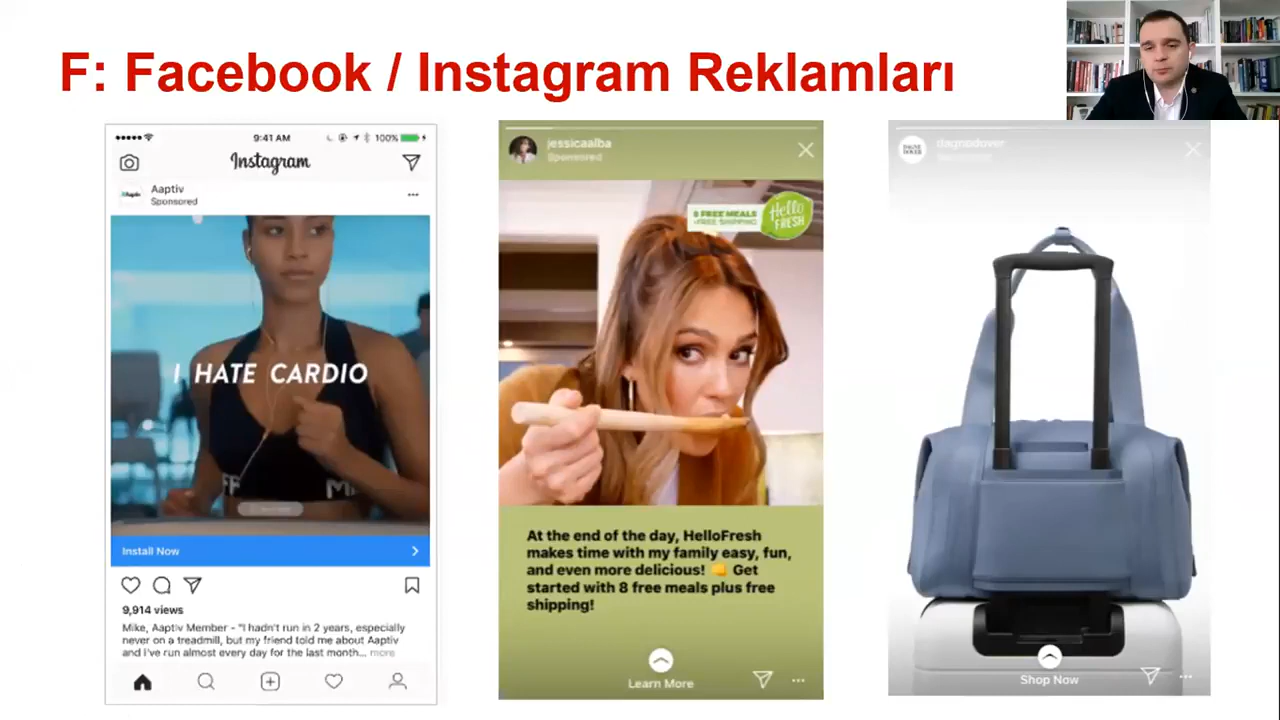 F: Facebook / Instagram Reklamları
9:41 AM
100%
Instagram
Aaptiv
Sponsored
I HATE CARDIO
Install Now
9,914 views
Mike, Aaptiv Member - "I hadn't run in 2 years, especially
never on a treadmill, but my friend told me about Aaptiv
and I've run almost every day for the last month... more
jessicaalba
Sponsored
8 FREE MEALS
+FREE SHIPPING
Hello
FRESH
At the end of the day, HelloFresh
makes time with my family easy, fun,
and even more delicious! 👊 Get
started with 8 free meals plus free
shipping!
Learn More
DAGNE
DOVER
dagnedover
Shop Now